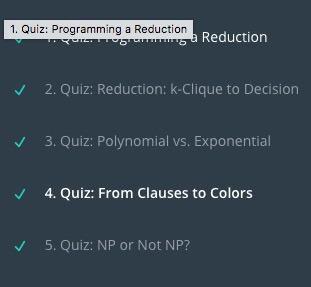 1. Quiz: Programming a Reduction
1. Quiz: Programming a Reduction
2. Quiz: Reduction: k-Clique to Decision
3. Quiz: Polynomial vs. Exponential
4. Quiz: From Clauses to Colors
5. Quiz: NP or Not NP?